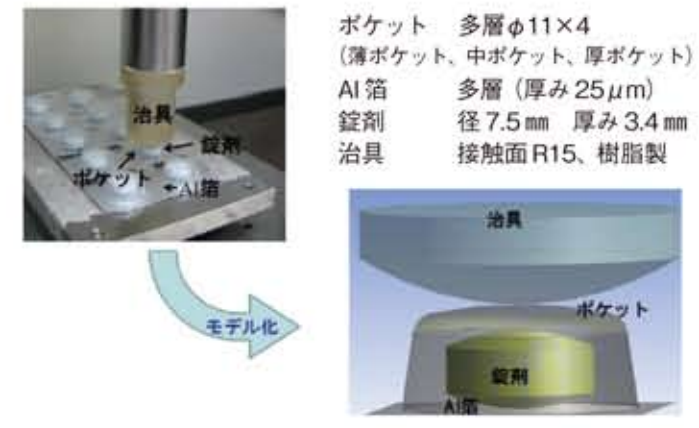 治具
錠剤
ポケット
Al箔
ポケット 多層φ11×4
(薄ポケット、中ポケット、厚ポケット)
Al箔 多層(厚み25μm)
錠剤 径7.5㎜ 厚み3.4㎜
治具 接触面R15、樹脂製
モデル化
治具
ポケット
錠剤
Al箔